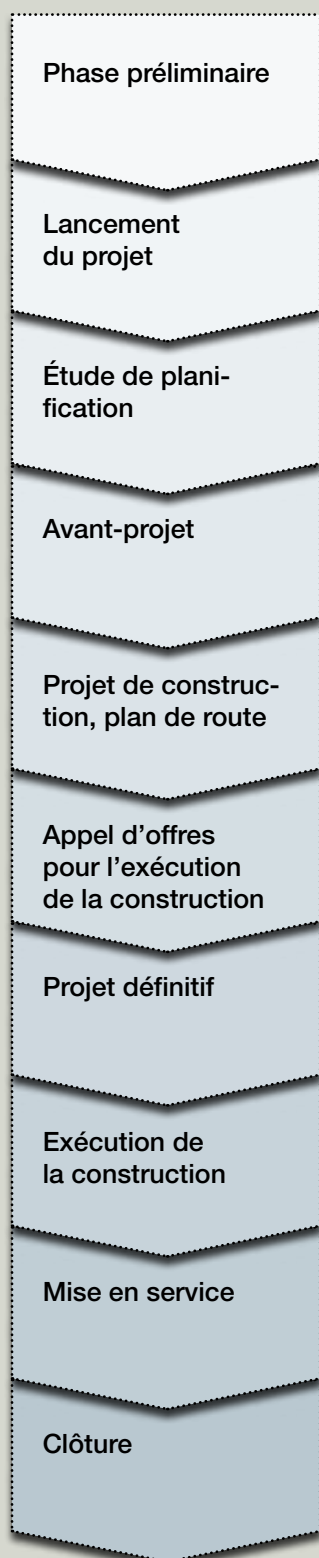 Phase préliminaire
Lancement
du projet
Étude de plani-
fication
Avant-projet
Projet de construc-
tion, plan de route
Appel d’offres
pour l’exécution
de la construction
Projet définitif
Exécution de
la construction
Mise en service
Clôture